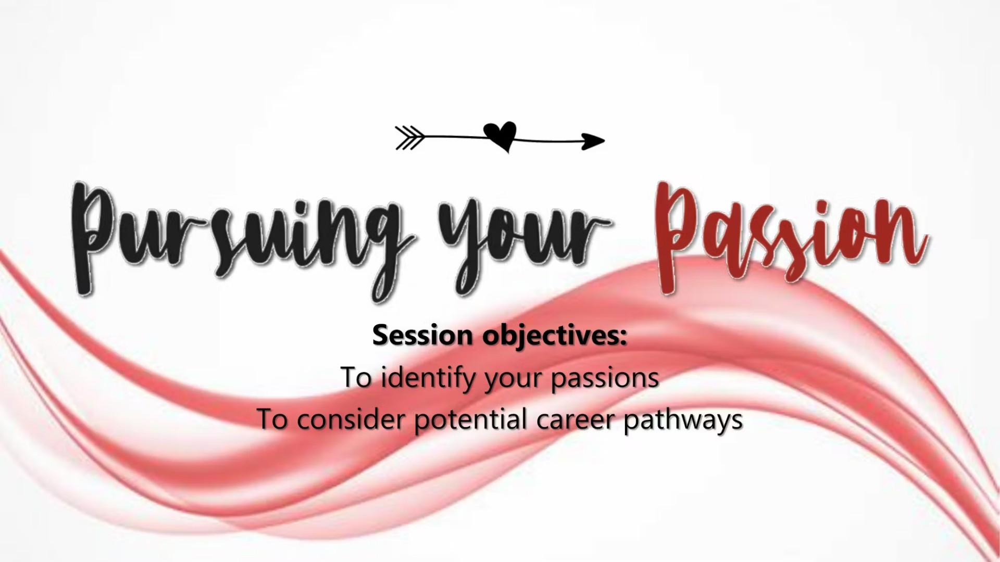 Pursuing your Passion
Session objectives:
To identify your passions
To consider potential career pathways